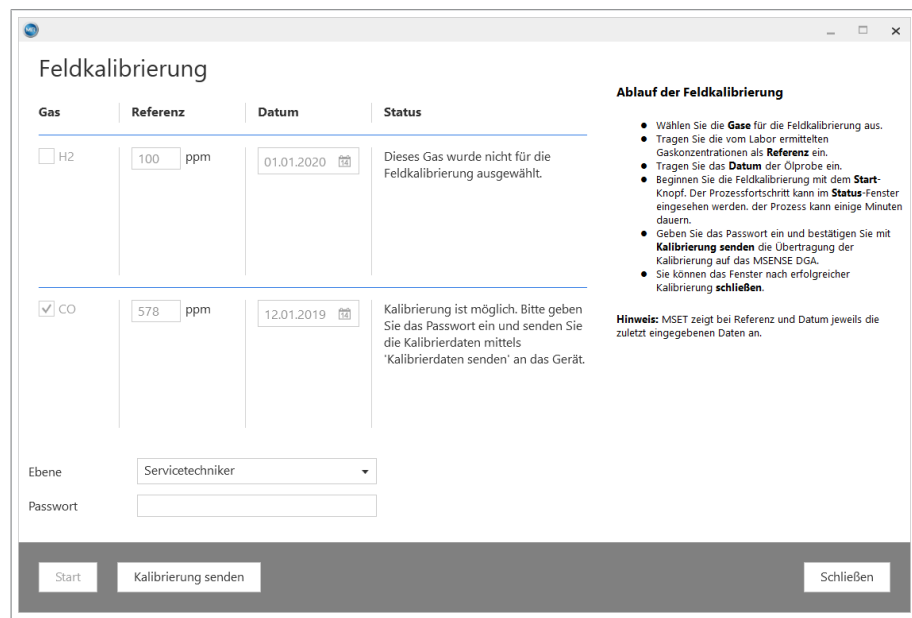 Feldkalibrierung
Gas Referenz Datum Status
H2 100 ppm 01.01.2020 14 Dieses Gas wurde nicht für die
Feldkalibrierung ausgewählt.
CO 578 ppm 12.01.2019 14 Kalibrierung ist möglich. Bitte geben
Sie das Passwort ein und senden Sie
die Kalibrierdaten mittels
'Kalibrierdaten senden' an das Gerät.
Ebene Servicetechniker
Passwort
Ablauf der Feldkalibrierung
● Wählen Sie die Gase für die Feldkalibrierung aus.
● Tragen Sie die vom Labor ermittelten
Gaskonzentrationen als Referenz ein.
● Tragen Sie das Datum der Ölprobe ein.
● Beginnen Sie die Feldkalibrierung mit dem Start-
Knopf. Der Prozessfortschritt kann im Status-Fenster
eingesehen werden. der Prozess kann einige Minuten
dauern.
● Geben Sie das Passwort ein und bestätigen Sie mit
Kalibrierung senden die Übertragung der
Kalibrierung auf das MSENSE DGA.
● Sie können das Fenster nach erfolgreicher
Kalibrierung schließen.
Hinweis: MSET zeigt bei Referenz und Datum jeweils die
zuletzt eingegebenen Daten an.
Start Kalibrierung senden Schließen